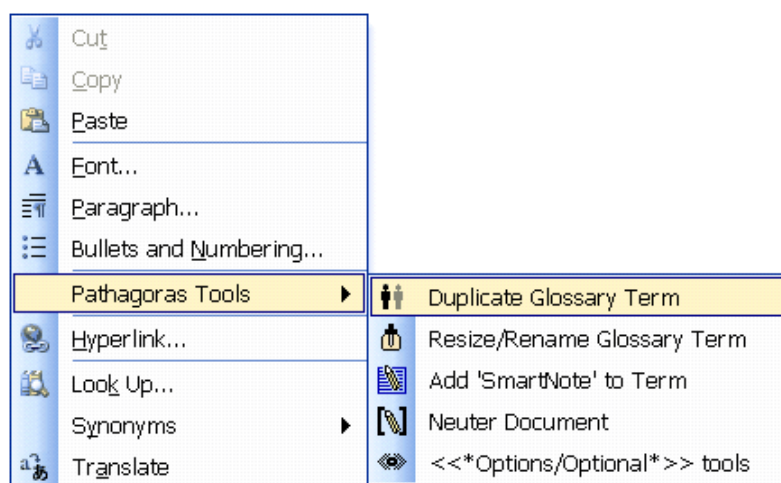 Cut
Copy
Paste
Font...
Paragraph...
Bullets and Numbering...
Pathagoras Tools
Hyperlink...
Look Up...
Synonyms
Translate
Duplicate Glossary Term
Resize/Rename Glossary Term
Add 'SmartNote' to Term
Neuter Document
<<*Options/Optional*>> tools